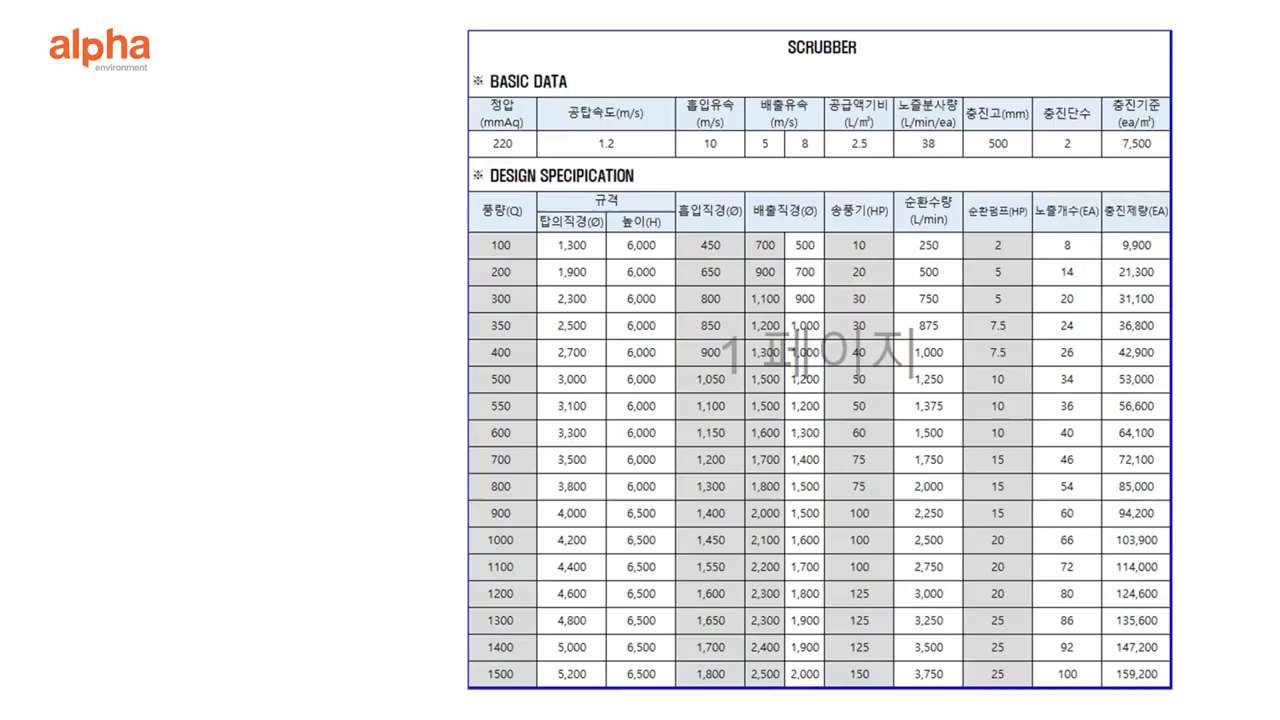 alpha
environment
SCRUBBER
※ BASIC DATA
정압(mmAq) 공탑속도(m/s) 흡입유속(m/s) 배출유속(m/s) 공급액기비(L/㎥) 노즐분사량(L/min/ea) 충진고(mm) 충진단수 충진기준(ea/㎥)
220 1.2 10 5 8 2.5 38 500 2 7,500
※ DESIGN SPECIPICATION
풍량(Q) 규격 흡입직경(Ø) 배출직경(Ø) 송풍기(HP) 순환수량(L/min) 순환펌프(HP) 노즐개수(EA) 충진제량(EA)
탑의직경(Ø) 높이(H)
100 1,300 6,000 450 700 500 10 250 2 8 9,900
200 1,900 6,000 650 900 700 20 500 5 14 21,300
300 2,300 6,000 800 1,100 900 30 750 5 20 31,100
350 2,500 6,000 850 1,200 1,000 30 875 7.5 24 36,800
400 2,700 6,000 900 1,300 1,000 40 1,000 7.5 26 42,900
1 페이지
500 3,000 6,000 1,050 1,500 1,200 50 1,250 10 34 53,000
550 3,100 6,000 1,100 1,500 1,200 50 1,375 10 36 56,600
600 3,300 6,000 1,150 1,600 1,300 60 1,500 10 40 64,100
700 3,500 6,000 1,200 1,700 1,400 75 1,750 15 46 72,100
800 3,800 6,000 1,300 1,800 1,500 75 2,000 15 54 85,000
900 4,000 6,500 1,400 2,000 1,500 100 2,250 15 60 94,200
1000 4,200 6,500 1,450 2,100 1,600 100 2,500 20 66 103,900
1100 4,400 6,500 1,550 2,200 1,700 100 2,750 20 72 114,000
1200 4,600 6,500 1,600 2,300 1,800 125 3,000 20 80 124,600
1300 4,800 6,500 1,650 2,300 1,900 125 3,250 25 86 135,600
1400 5,000 6,500 1,700 2,400 1,900 125 3,500 25 92 147,200
1500 5,200 6,500 1,800 2,500 2,000 150 3,750 25 100 159,200